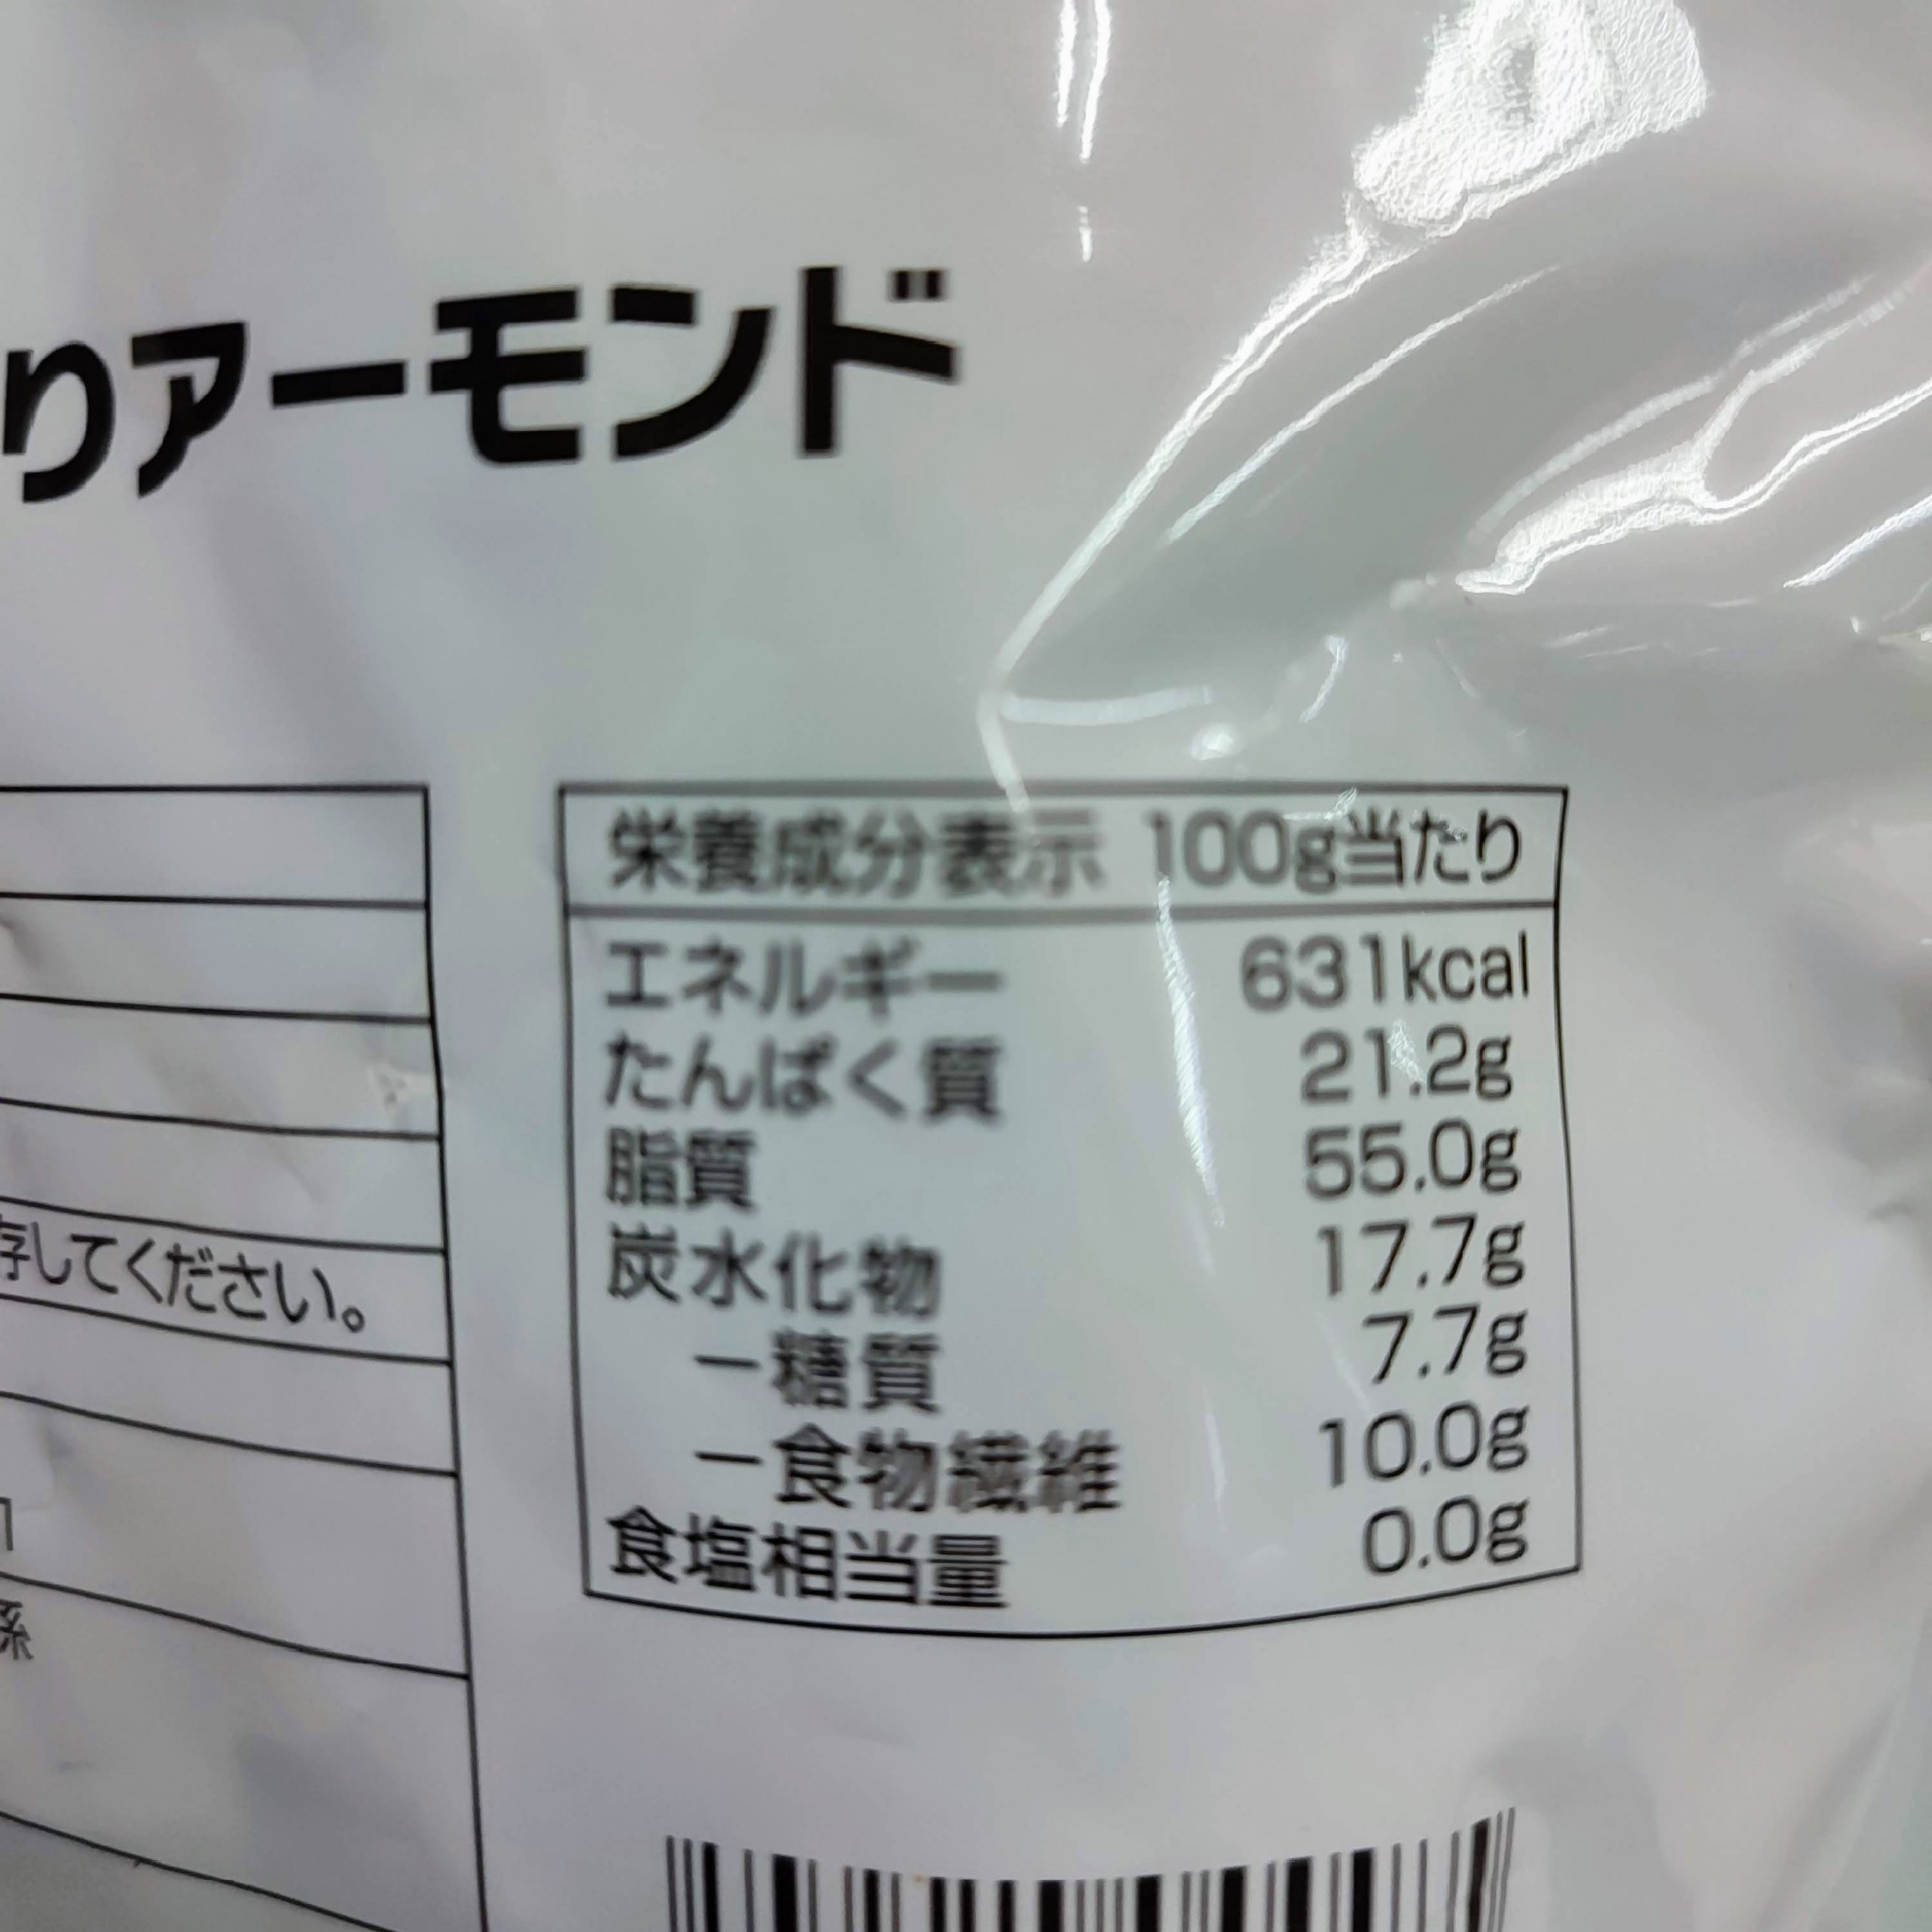 りアーモンド
存してください。
1
系
栄養成分表示 100g当たり
エネルギー 631kcal
たんぱく質 21.2g
脂質 55.0g
炭水化物 17.7g
－糖質 7.7g
－食物繊維 10.0g
食塩相当量 0.0g